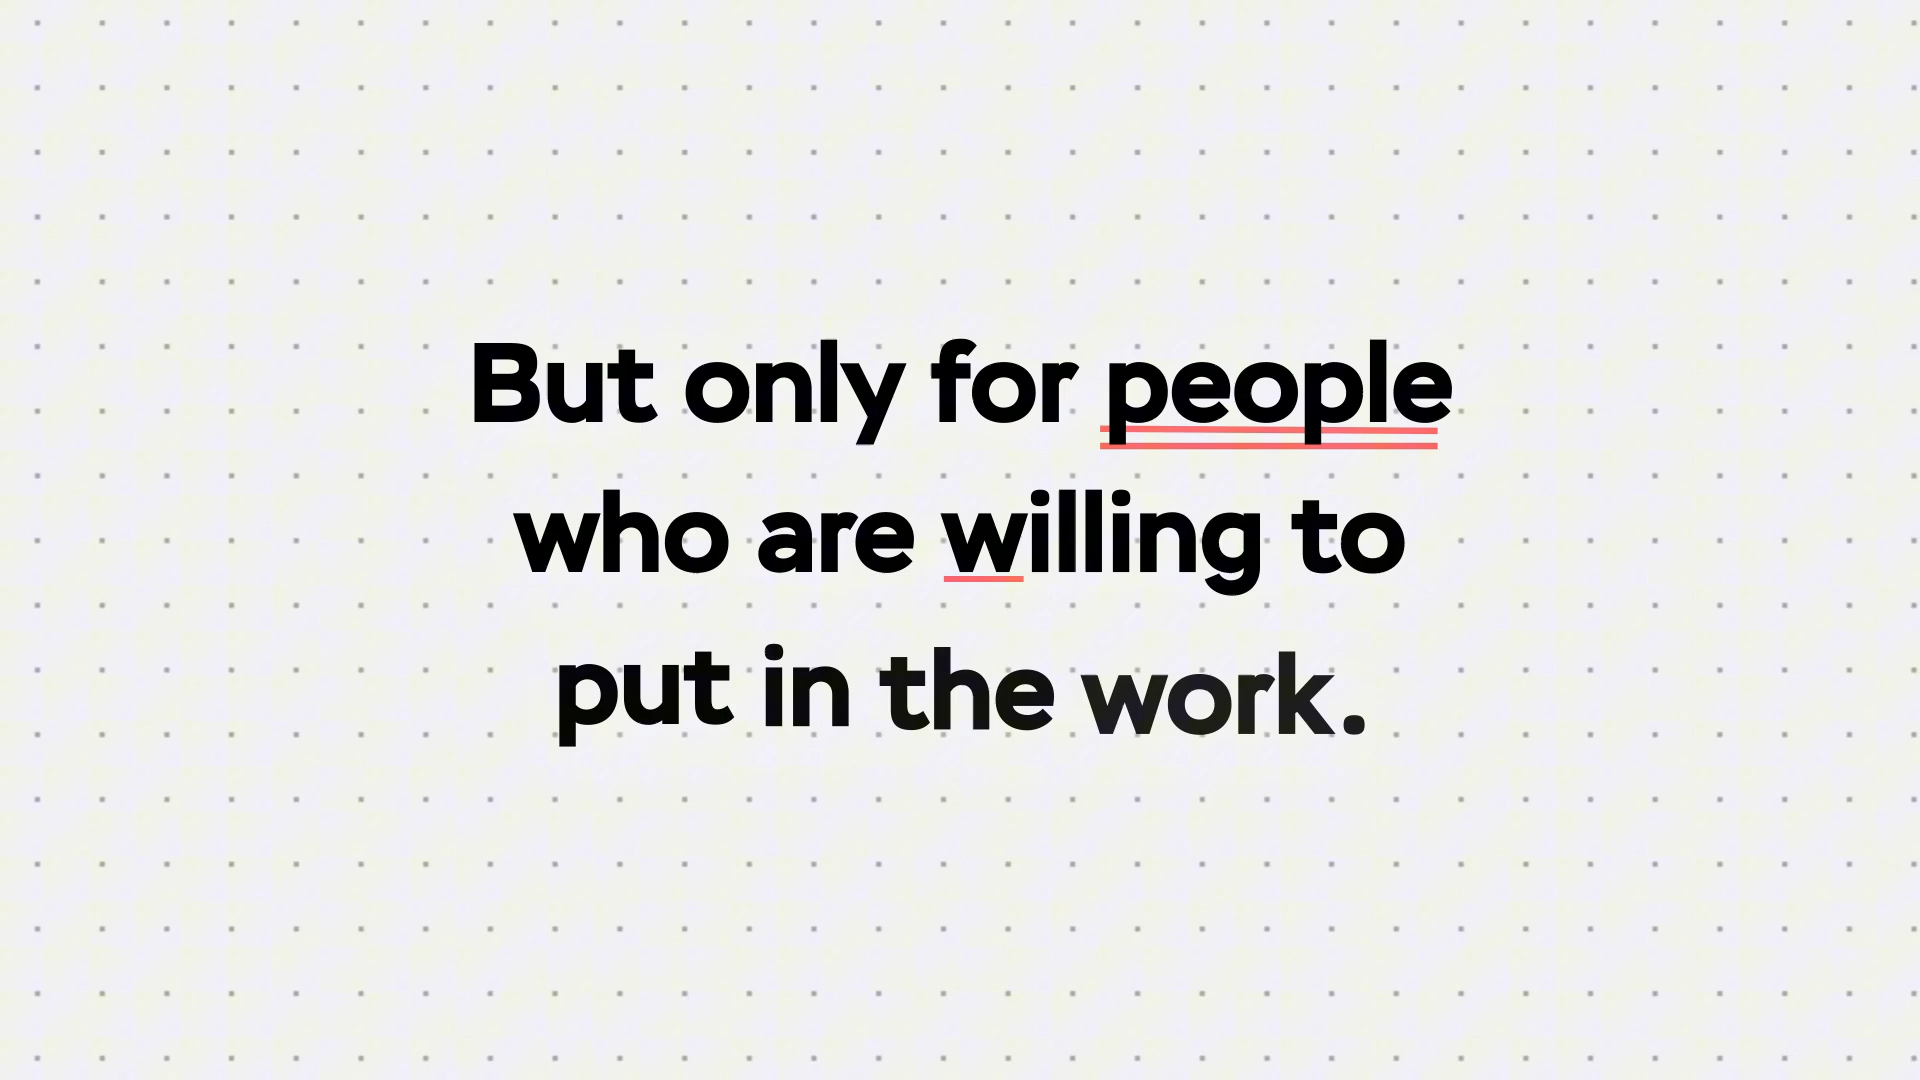 But only for people
who are willing to
put in the work.